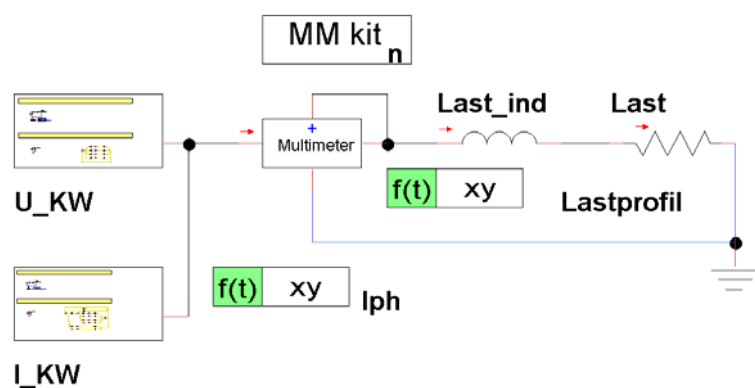 MM kit n
Last_ind
Last
+
Multimeter
U_KW
f(t) xy
Lastprofil
f(t) xy
Iph
I_KW